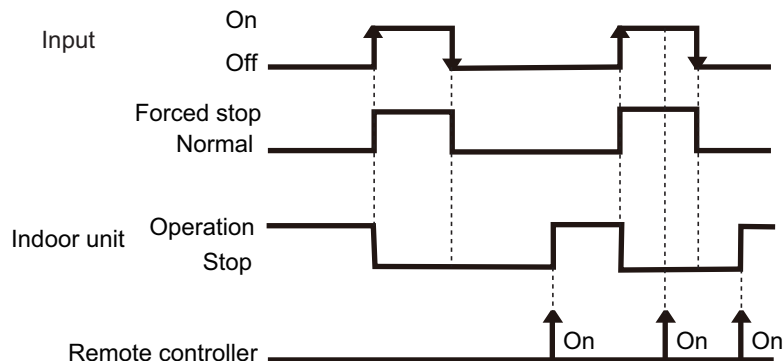 On
Input
Off
Forced stop
Normal
Operation
Indoor unit
Stop
On
On
On
Remote controller